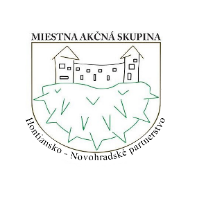 MIESTNA AKČNÁ SKUPINA
Hontiansko - Novohradské partnerstvo